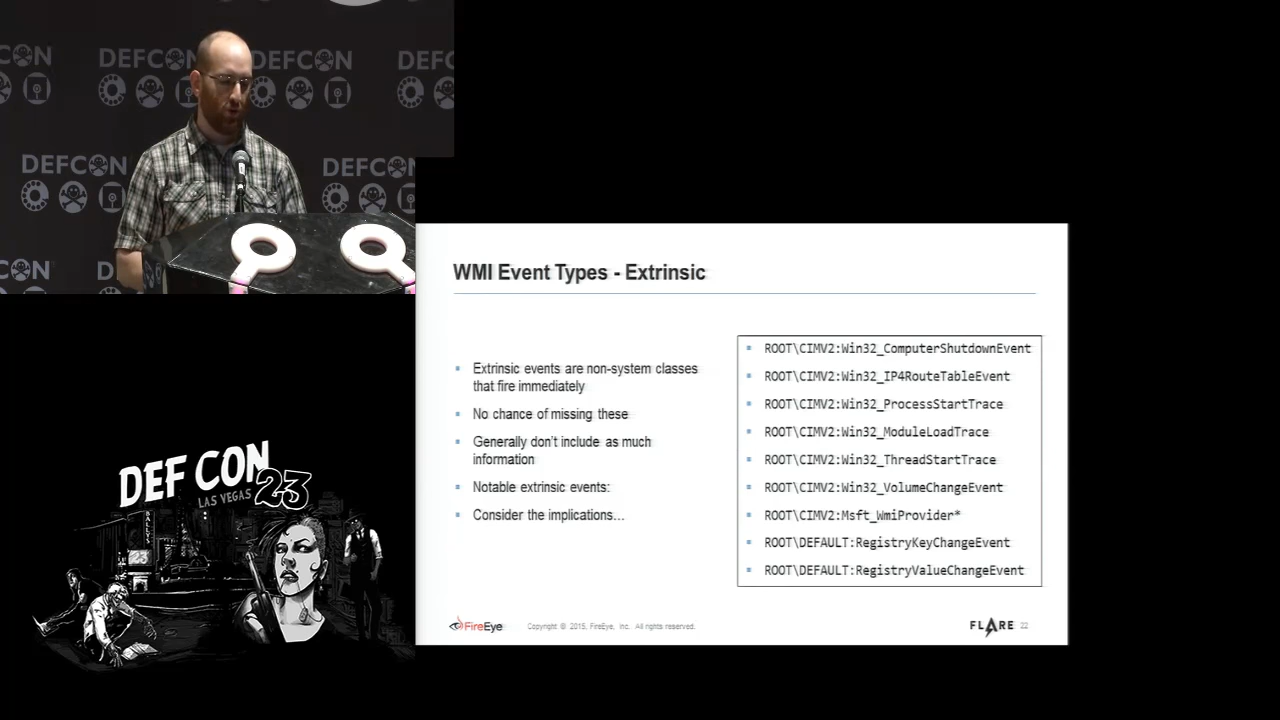 CON
DEFCON
DEFCON
DEF
DEFCON
DEFCON
CON
D
WMI Event Types - Extrinsic
Extrinsic events are non-system classes
that fire immediately
No chance of missing these
Generally don't include as much
information
Notable extrinsic events:
Consider the implications...
ROOT\CIMV2:Win32_ComputerShutdownEvent
ROOT\CIMV2:Win32_IP4RouteTableEvent
ROOT\CIMV2:Win32_ProcessStartTrace
ROOT\CIMV2:Win32_ModuleLoadTrace
ROOT\CIMV2:Win32_ThreadStartTrace
ROOT\CIMV2:Win32_VolumeChangeEvent
ROOT\CIMV2:Msft_WmiProvider*
ROOT\DEFAULT:RegistryKeyChangeEvent
ROOT\DEFAULT:RegistryValueChangeEvent
FireEye
Copyright © 2015, FireEye, Inc. All rights reserved.
FLARE
22
DEF CON
LAS VEGAS 23
BALLYS